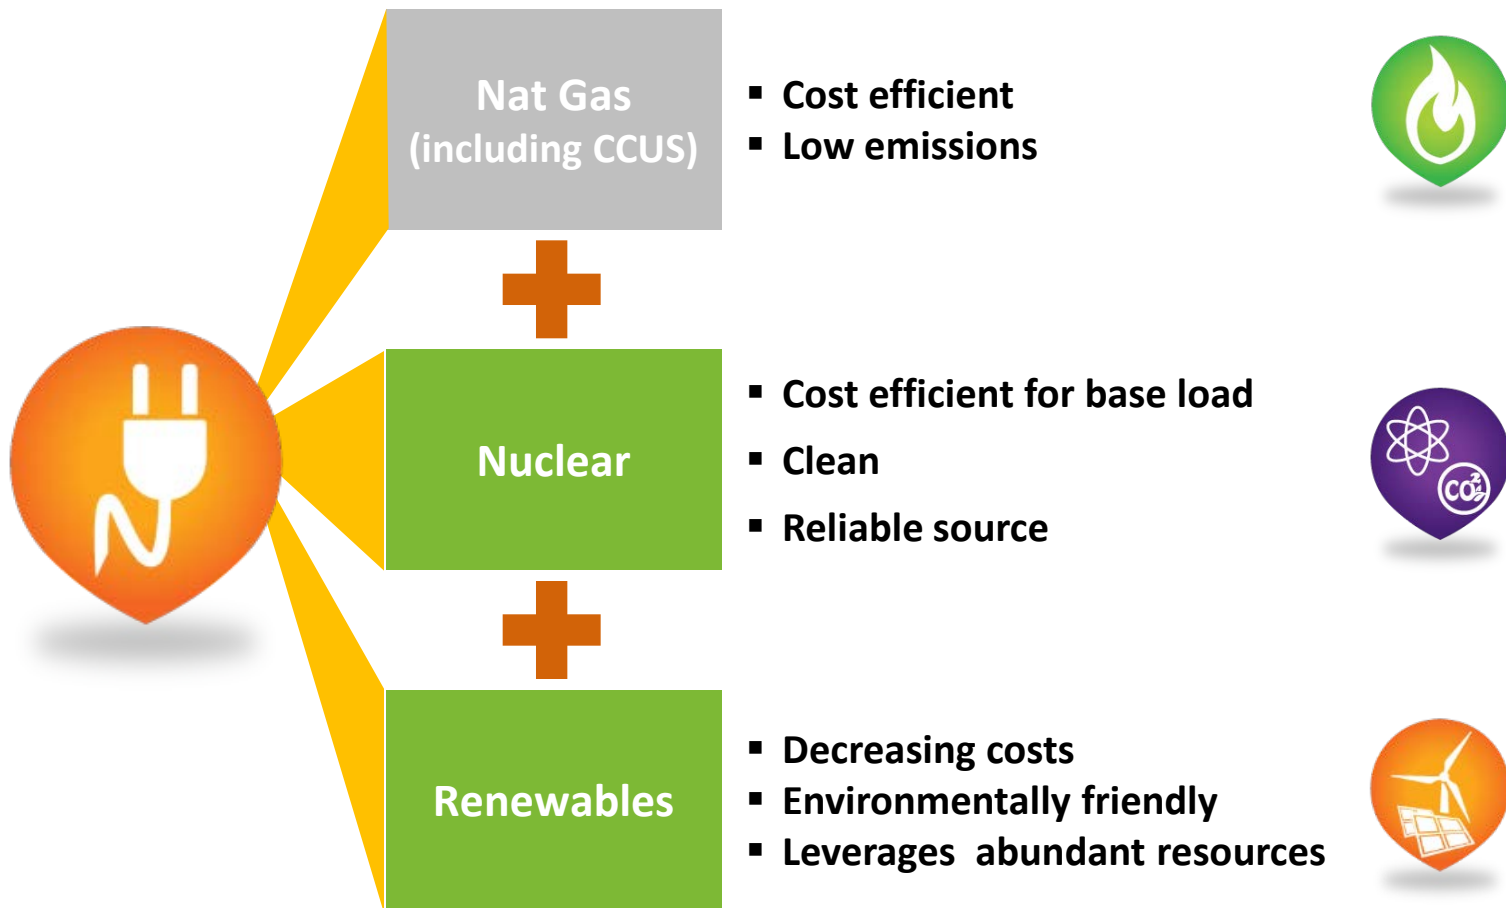 Nat Gas
(including CCUS)
▪ Cost efficient
▪ Low emissions
Nuclear
▪ Cost efficient for base load
▪ Clean
▪ Reliable source
CO2
Renewables
▪ Decreasing costs
▪ Environmentally friendly
▪ Leverages  abundant resources